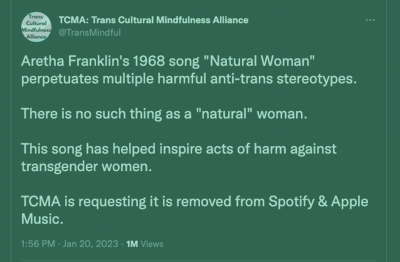 Trans
Cultural
Mindfulness
Alliance
TCMA: Trans Cultural Mindfulness Alliance
@TransMindful
Aretha Franklin's 1968 song "Natural Woman"
perpetuates multiple harmful anti-trans stereotypes.
There is no such thing as a "natural" woman.
This song has helped inspire acts of harm against
transgender women.
TCMA is requesting it is removed from Spotify & Apple
Music.
1:56 PM · Jan 20, 2023 · 1M Views